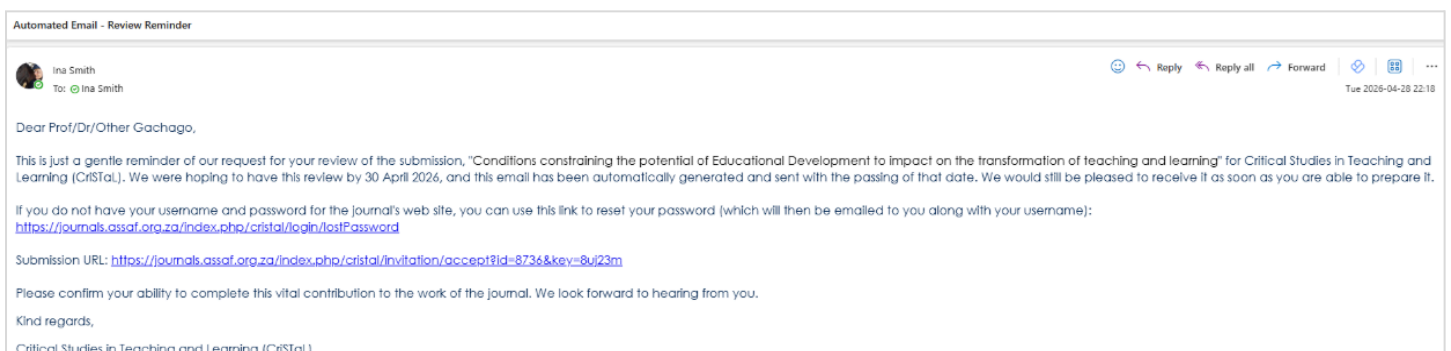 Automated Email - Review Reminder
Ina Smith
Reply Reply all Forward
To: Ina Smith
Tue 2026-04-28 22:18
Dear Prof/Dr/Other Gachago,
This is just a gentle reminder of our request for your review of the submission, "Conditions constraining the potential of Educational Development to impact on the transformation of teaching and learning" for Critical Studies in Teaching and
Learning (CriSTaL). We were hoping to have this review by 30 April 2026, and this email has been automatically generated and sent with the passing of that date. We would still be pleased to receive it as soon as you are able to prepare it.
If you do not have your username and password for the journal's web site, you can use this link to reset your password (which will then be emailed to you along with your username):
https://journals.assaf.org.za/index.php/cristal/login/lostPassword
Submission URL: https://journals.assaf.org.za/index.php/cristal/invitation/accept?id=8736&key=8uj23m
Please confirm your ability to complete this vital contribution to the work of the journal. We look forward to hearing from you.
Kind regards,
Critical Studies in Teaching and Learning (CriSTaL)